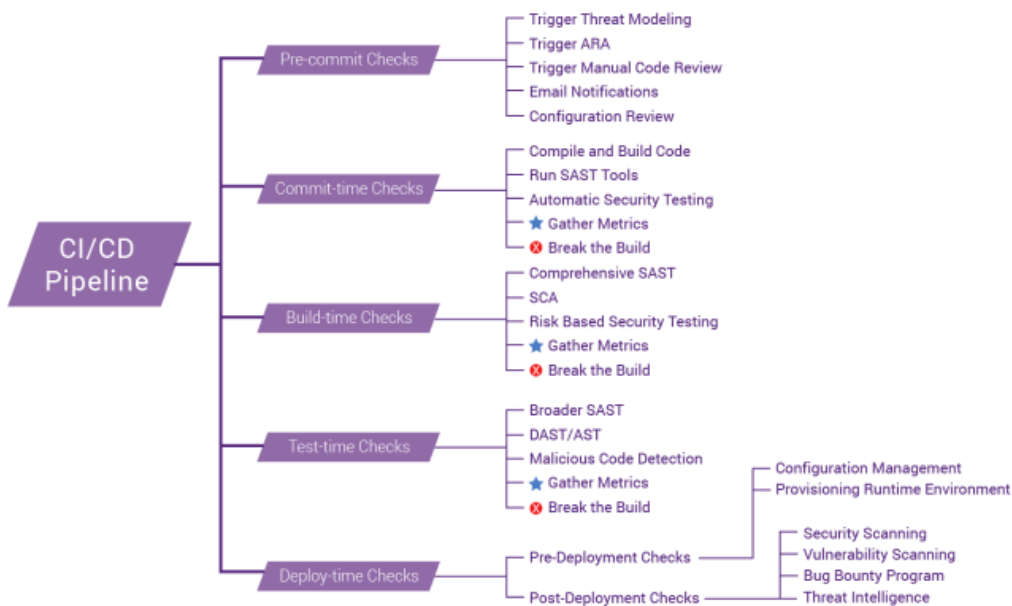 CI/CD
Pipeline
Pre-commit Checks
Trigger Threat Modeling
Trigger ARA
Trigger Manual Code Review
Email Notifications
Configuration Review
Commit-time Checks
Compile and Build Code
Run SAST Tools
Automatic Security Testing
Gather Metrics
X Break the Build
Build-time Checks
Comprehensive SAST
SCA
Risk Based Security Testing
Gather Metrics
X Break the Build
Test-time Checks
Broader SAST
DAST/AST
Malicious Code Detection
Gather Metrics
X Break the Build
Deploy-time Checks
Pre-Deployment Checks
Configuration Management
Provisioning Runtime Environment
Post-Deployment Checks
Security Scanning
Vulnerability Scanning
Bug Bounty Program
Threat Intelligence